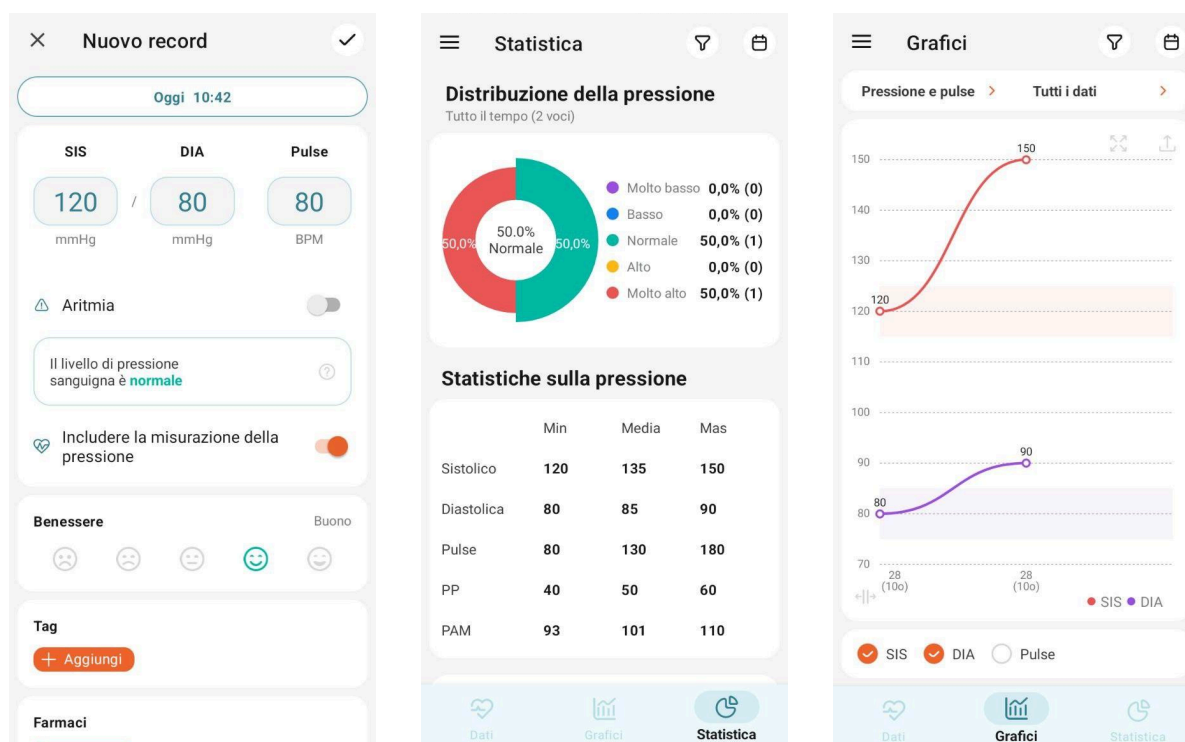 Nuovo record
Oggi 10:42
SIS DIA Pulse
120 / 80 80
mmHg mmHg BPM
Aritmia
Il livello di pressione
sanguigna è normale
Includere la misurazione della
pressione
Benessere Buono
Tag
+ Aggiungi
Farmaci
Statistica
Distribuzione della pressione
Tutto il tempo (2 voci)
50,0% 50.0% 50,0%
Normale
Molto basso 0,0% (0)
Basso 0,0% (0)
Normale 50,0% (1)
Alto 0,0% (0)
Molto alto 50,0% (1)
Statistiche sulla pressione
Min Media Mas
Sistolico 120 135 150
Diastolica 80 85 90
Pulse 80 130 180
PP 40 50 60
PAM 93 101 110
Dati Grafici Statistica
Grafici
Pressione e pulse > Tutti i dati >
150
150
140
130
120
120
110
100
90
90
80
80
70
28 28
(10o) (10o)
SIS DIA
SIS DIA Pulse
Dati Grafici Statistica